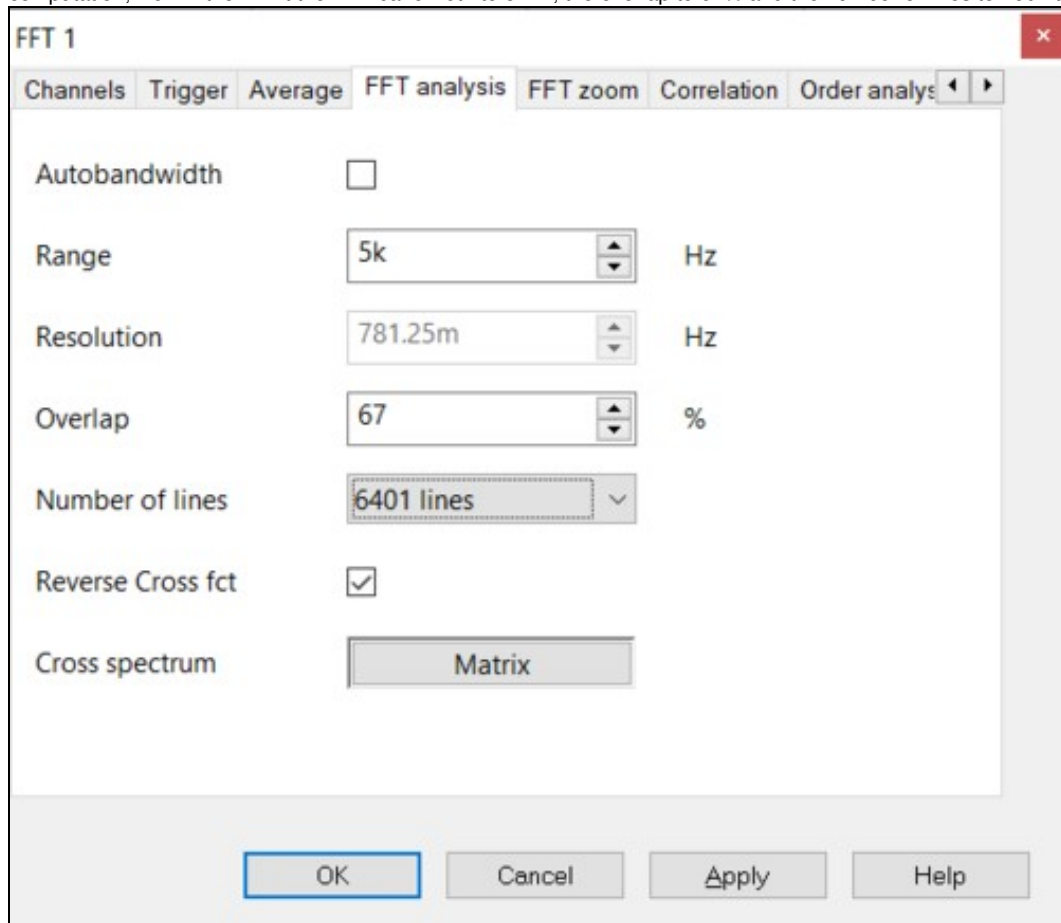 FFT 1
Channels Trigger Average FFT analysis FFT zoom Correlation Order analys
Autobandwidth
Range 5k Hz
Resolution 781.25m Hz
Overlap 67 %
Number of lines 6401 lines
Reverse Cross fct
Cross spectrum Matrix
OK Cancel Apply Help